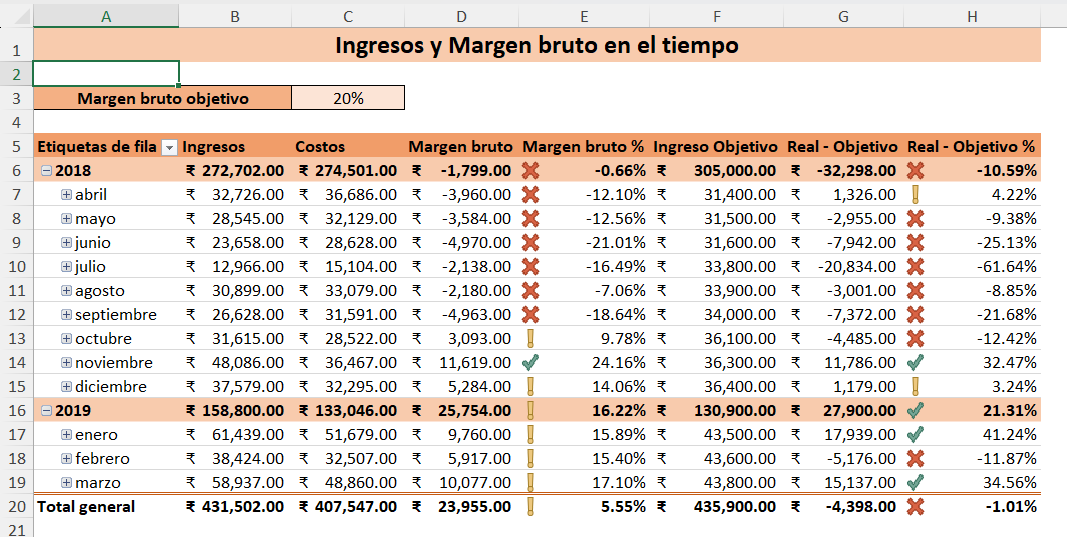 A B C D E F G H
1 Ingresos y Margen bruto en el tiempo
2
3 Margen bruto objetivo 20%
4
5 Etiquetas de fila Ingresos Costos Margen bruto Margen bruto % Ingreso Objetivo Real - Objetivo Real - Objetivo %
6 2018 ₹ 272,702.00 ₹ 274,501.00 ₹ -1,799.00 -0.66% ₹ 305,000.00 ₹ -32,298.00 -10.59%
7 abril ₹ 32,726.00 ₹ 36,686.00 ₹ -3,960.00 -12.10% ₹ 31,400.00 ₹ 1,326.00 4.22%
8 mayo ₹ 28,545.00 ₹ 32,129.00 ₹ -3,584.00 -12.56% ₹ 31,500.00 ₹ -2,955.00 -9.38%
9 junio ₹ 23,658.00 ₹ 28,628.00 ₹ -4,970.00 -21.01% ₹ 31,600.00 ₹ -7,942.00 -25.13%
10 julio ₹ 12,966.00 ₹ 15,104.00 ₹ -2,138.00 -16.49% ₹ 33,800.00 ₹ -20,834.00 -61.64%
11 agosto ₹ 30,899.00 ₹ 33,079.00 ₹ -2,180.00 -7.06% ₹ 33,900.00 ₹ -3,001.00 -8.85%
12 septiembre ₹ 26,628.00 ₹ 31,591.00 ₹ -4,963.00 -18.64% ₹ 34,000.00 ₹ -7,372.00 -21.68%
13 octubre ₹ 31,615.00 ₹ 28,522.00 ₹ 3,093.00 9.78% ₹ 36,100.00 ₹ -4,485.00 -12.42%
14 noviembre ₹ 48,086.00 ₹ 36,467.00 ₹ 11,619.00 24.16% ₹ 36,300.00 ₹ 11,786.00 32.47%
15 diciembre ₹ 37,579.00 ₹ 32,295.00 ₹ 5,284.00 14.06% ₹ 36,400.00 ₹ 1,179.00 3.24%
16 2019 ₹ 158,800.00 ₹ 133,046.00 ₹ 25,754.00 16.22% ₹ 130,900.00 ₹ 27,900.00 21.31%
17 enero ₹ 61,439.00 ₹ 51,679.00 ₹ 9,760.00 15.89% ₹ 43,500.00 ₹ 17,939.00 41.24%
18 febrero ₹ 38,424.00 ₹ 32,507.00 ₹ 5,917.00 15.40% ₹ 43,600.00 ₹ -5,176.00 -11.87%
19 marzo ₹ 58,937.00 ₹ 48,860.00 ₹ 10,077.00 17.10% ₹ 43,800.00 ₹ 15,137.00 34.56%
20 Total general ₹ 431,502.00 ₹ 407,547.00 ₹ 23,955.00 5.55% ₹ 435,900.00 ₹ -4,398.00 -1.01%
21